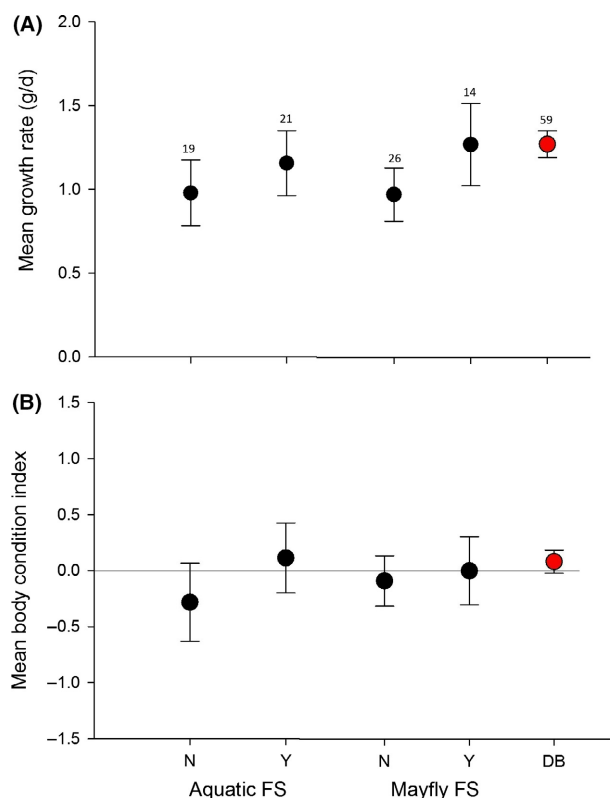 (A)
Mean growth rate (g/d)
2.0
1.5
1.0
0.5
0.0
19
21
26
14
59
(B)
Mean body condition index
1.5
1.0
0.5
0.0
–0.5
–1.0
–1.5
N Y N Y DB
Aquatic FS Mayfly FS